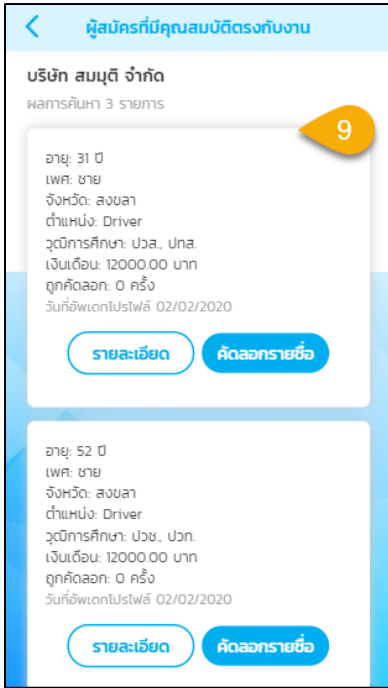 ผู้สมัครที่มีคุณสมบัติตรงกับงาน
บริษัท สมมุติ จำกัด
ผลการค้นหา 3 รายการ
9
อายุ: 31 ปี
เพศ: ชาย
จังหวัด: สงขลา
ตำแหน่ง: Driver
วุฒิการศึกษา: ปวส., ปทส.
เงินเดือน: 12000.00 บาท
ถูกคัดลอก: 0 ครั้ง
วันที่อัพเดทโปรไฟล์ 02/02/2020
รายละเอียด คัดลอกรายชื่อ
อายุ: 52 ปี
เพศ: ชาย
จังหวัด: สงขลา
ตำแหน่ง: Driver
วุฒิการศึกษา: ปวช., ปวท.
เงินเดือน: 12000.00 บาท
ถูกคัดลอก: 0 ครั้ง
วันที่อัพเดทโปรไฟล์ 02/02/2020
รายละเอียด คัดลอกรายชื่อ